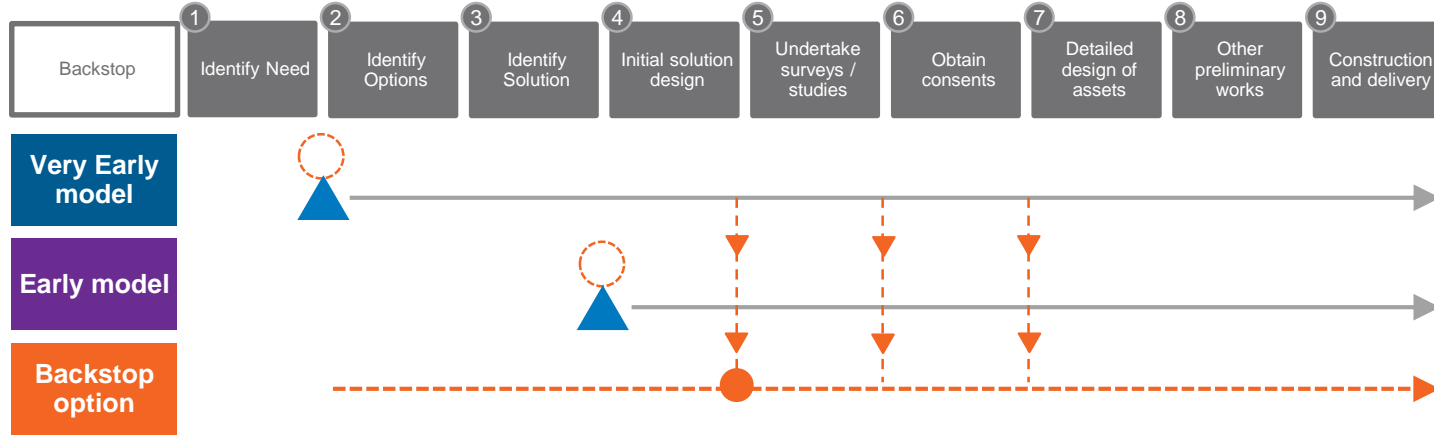 1
2
3
4
5
6
7
8
9
Backstop
Identify Need
Identify
Options
Identify
Solution
Initial solution
design
Undertake
surveys /
studies
Obtain
consents
Detailed
design of
assets
Other
preliminary
works
Construction
and delivery
Very Early
model
Early model
Backstop
option